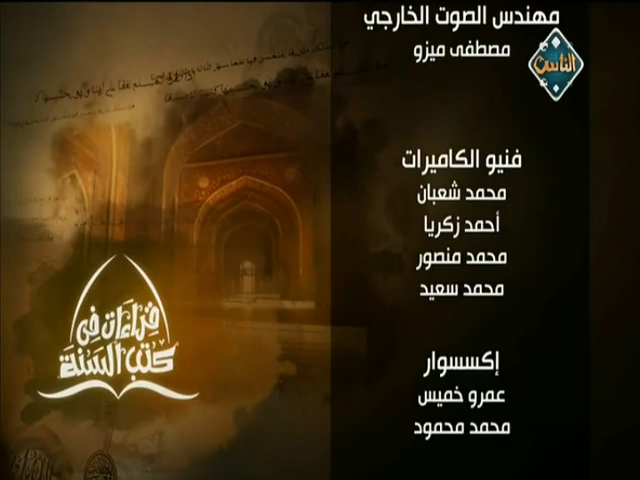 مهندس الصوت الخارجي
مصطفى ميزو
الناس
فنيو الكاميرات
محمد شعبان
أحمد زكريا
محمد منصور
محمد سعيد
إكسسوار
عمرو خميس
محمد محمود
قراءات في
كتب السنة